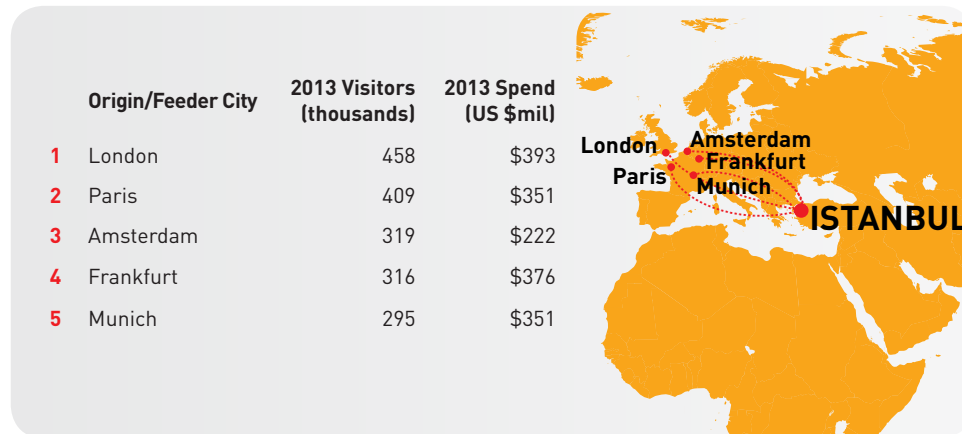 Origin/Feeder City 2013 Visitors (thousands) 2013 Spend (US $mil)
1 London 458 $393
2 Paris 409 $351
3 Amsterdam 319 $222
4 Frankfurt 316 $376
5 Munich 295 $351
London
Amsterdam
Frankfurt
Paris
Munich
ISTANBUL